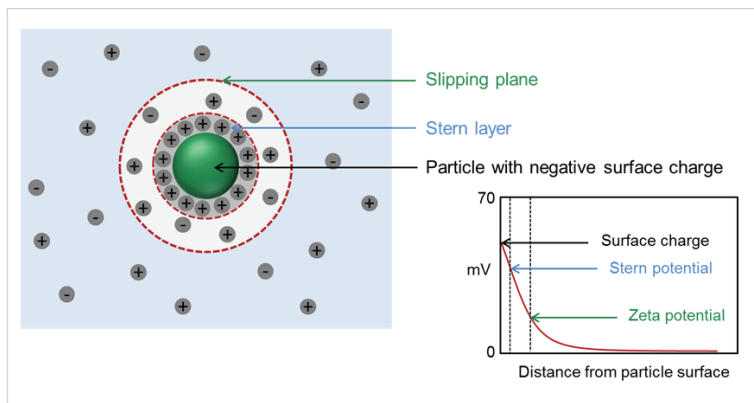 Slipping plane
Stern layer
Particle with negative surface charge
70
Surface charge
mV
Stern potential
Zeta potential
0
Distance from particle surface